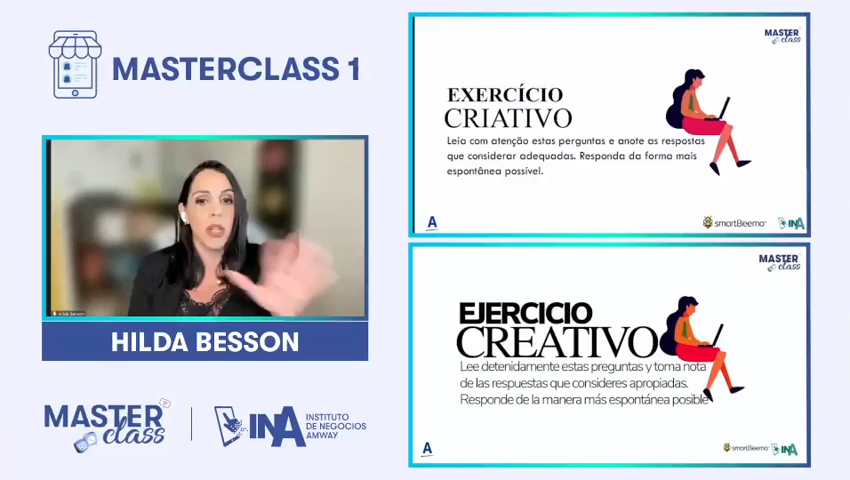 MASTERCLASS 1
Hilda Besson
HILDA BESSON
MASTER
class
INA
INSTITUTO
DE NEGOCIOS
AMWAY
MASTER
class
EXERCÍCIO
CRIATIVO
Leia com atenção estas perguntas e anote as respostas
que considerar adequadas. Responda da forma mais
espontânea possível.
A
smartBeemo
INA
MASTER
class
EJERCICIO
CREATIVO
Lee detenidamente estas preguntas y toma nota
de las respuestas que consideres apropiadas.
Responde de la manera más espontánea posible
A
smartBeemo
INA